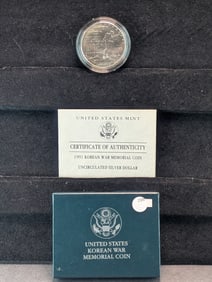 UNITED STATES MINT
CERTIFICATE OF AUTHENTICITY
1991 KOREAN WAR MEMORIAL COIN
UNCIRCULATED SILVER DOLLAR
UNITED STATES
KOREAN WAR
MEMORIAL COIN